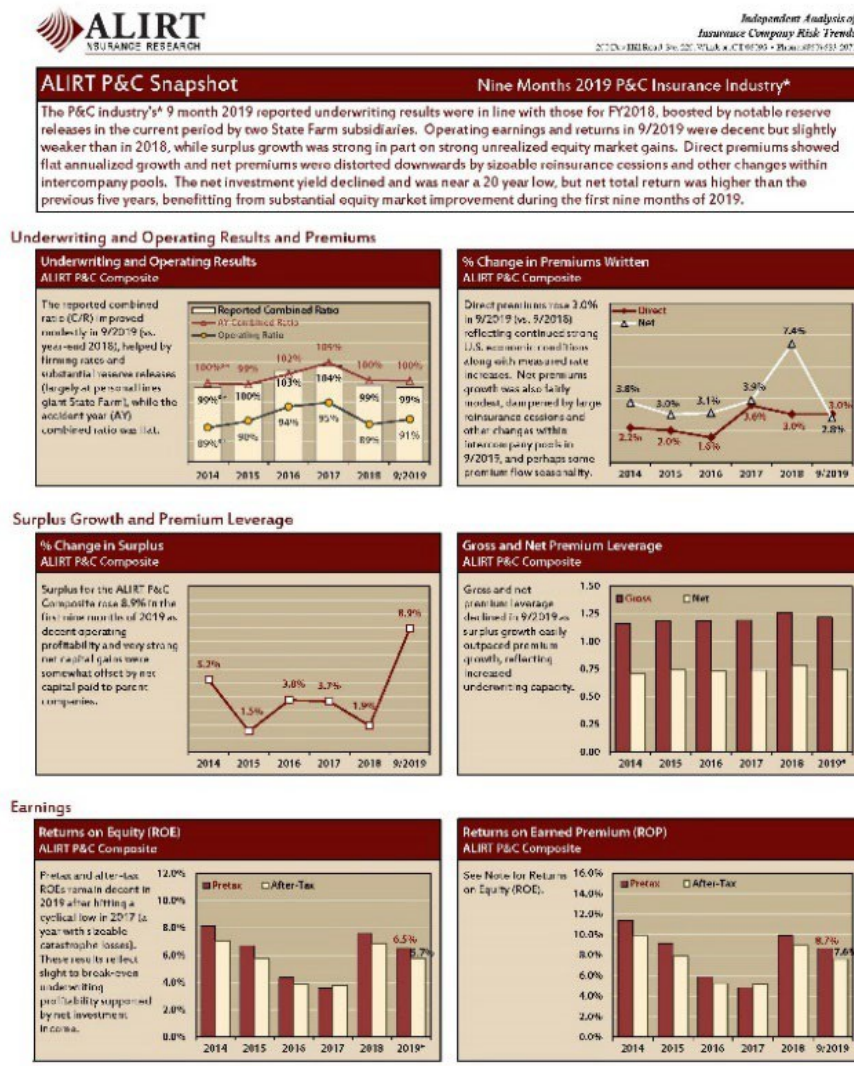 ALIRT
NSURANCE RESEARCH
Independent Analysis of
Insurance Company Risk Trends
ALIRT P&C Snapshot
Nine Months 2019 P&C Insurance Industry*
The P&C industry's* 9 month 2019 reported underwriting results were in line with those for FY2018, boosted by notable reserve
releases in the current period by two State Farm subsidiaries. Operating earnings and returns in 9/2019 were decent but slightly
weaker than in 2018, while surplus growth was strong in part on strong unrealized equity market gains. Direct premiums showed
flat annualized growth and net premiums were distorted downwards by sizeable reinsurance cessions and other changes within
intercompany pools. The net investment yield declined and was near a 20 year low, but net total return was higher than the
previous five years, benefitting from substantial equity market improvement during the first nine months of 2019.
Underwriting and Operating Results and Premiums
Underwriting and Operating Results
ALIRT P&C Composite
The reported combined
ratio (C/R) improved
modestly in 9/2019 (vs.
year-end 2018), helped by
firming rates and
substantial reserve releases
(largely at personal lines
giant State Farm), while the
accident year (AY)
combined ratio was flat.
Reported Combined Ratio
AY Combined Ratio
Operating Ratio
105%
100% 99% 102% 100% 100%
99% 100% 103% 104% 99% 99%
89% 90% 94% 95% 89% 91%
2014 2015 2016 2017 2018 9/2019
% Change in Premiums Written
ALIRT P&C Composite
Direct premiums rose 3.0%
in 9/2019 (vs. 9/2018)
reflecting continued strong
U.S. economic conditions
along with measured rate
increases. Net premiums
growth was also fairly
modest, dampened by large
reinsurance cessions and
other changes within
intercompany pools in
9/2019, and perhaps some
premium flow seasonality.
Direct
Net
7.4%
3.8% 3.0% 3.1% 3.9% 3.0%
2.2% 2.0% 1.6% 3.6% 3.0% 2.8%
2014 2015 2016 2017 2018 9/2019
Surplus Growth and Premium Leverage
% Change in Surplus
ALIRT P&C Composite
Surplus for the ALIRT P&C
Composite rose 8.9% in the
first nine months of 2019 as
decent operating
profitability and very strong
net capital gains were
somewhat offset by net
capital paid to parent
companies.
8.9%
5.2%
1.5% 3.8% 3.7% 1.9%
2014 2015 2016 2017 2018 9/2019
Gross and Net Premium Leverage
ALIRT P&C Composite
Gross and net
premium leverage
declined in 9/2019 as
surplus growth easily
outpaced premium
growth, reflecting
increased
underwriting capacity.
Gross Net
1.50
1.25
1.00
0.75
0.50
0.25
0.00
2014 2015 2016 2017 2018 2019*
Earnings
Returns on Equity (ROE)
ALIRT P&C Composite
Pretax and after-tax
ROEs remain decent in
2019 after hitting a
cyclical low in 2017 (a
year with sizeable
catastrophe losses).
These results reflect
slight to break-even
underwriting
profitability supported
by net investment
income.
Pretax After-Tax
12.0%
10.0%
8.0%
6.0%
4.0%
2.0%
0.0%
6.5%
5.7%
2014 2015 2016 2017 2018 2019*
Returns on Earned Premium (ROP)
ALIRT P&C Composite
See Note for Returns
on Equity (ROE).
Pretax After-Tax
16.0%
14.0%
12.0%
10.0%
8.0%
6.0%
4.0%
2.0%
0.0%
8.7%
7.6%
2014 2015 2016 2017 2018 9/2019